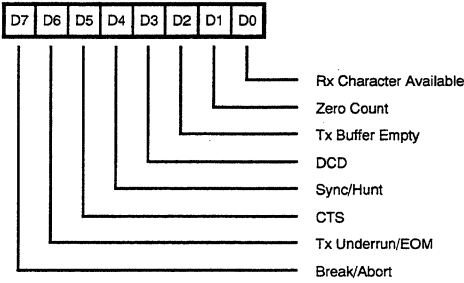 D7 D6 D5 D4 D3 D2 D1 D0
Rx Character Available
Zero Count
Tx Buffer Empty
DCD
Sync/Hunt
CTS
Tx Underrun/EOM
Break/Abort